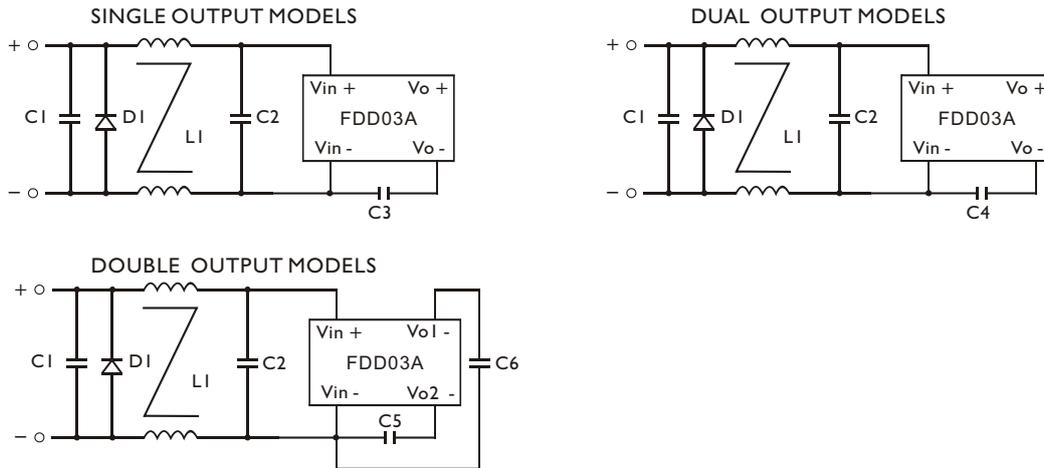 SINGLE OUTPUT MODELS
+
C1
D1
L1
C2
Vin +
Vo +
FDD03A
Vin -
Vo -
−
C3
DUAL OUTPUT MODELS
+
C1
D1
L1
C2
Vin +
Vo +
FDD03A
Vin -
Vo -
−
C4
DOUBLE OUTPUT MODELS
+
C1
D1
L1
C2
Vin +
Vo1 -
FDD03A
Vin -
Vo2 -
C6
C5
−